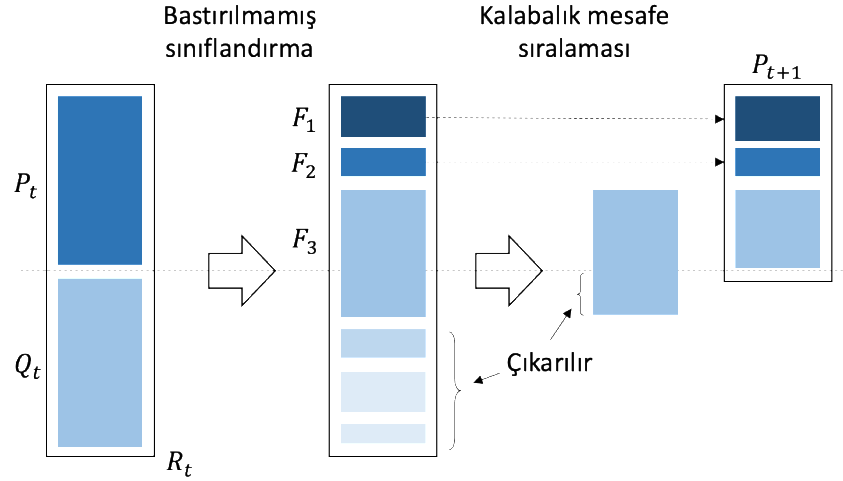 Bastırılmamış
sınıflandırma
Kalabalık mesafe
sıralaması
P_{t+1}
F_1
F_2
P_t
F_3
Q_t
Çıkarılır
R_t